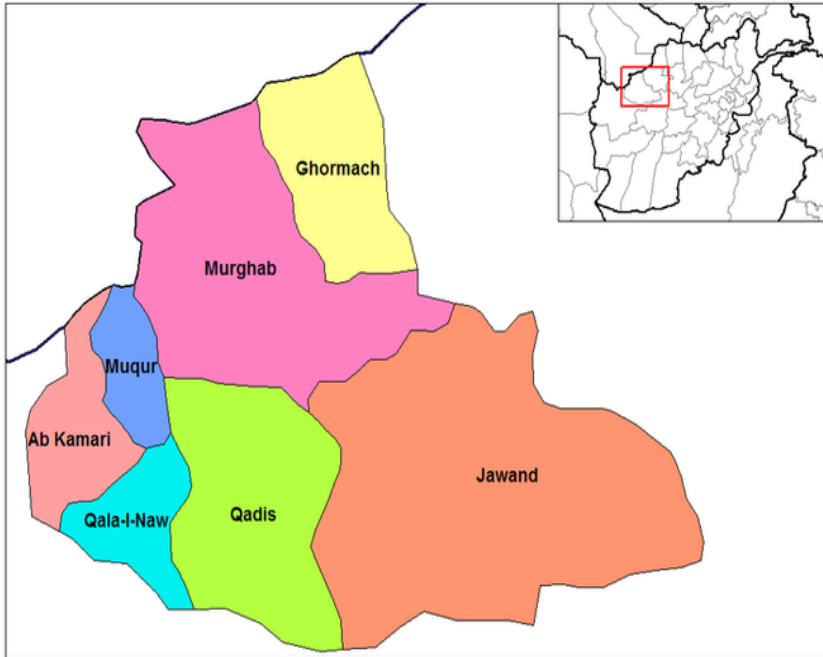 Ghormach
Murghab
Muqur
Ab Kamari
Jawand
Qala-I-Naw
Qadis